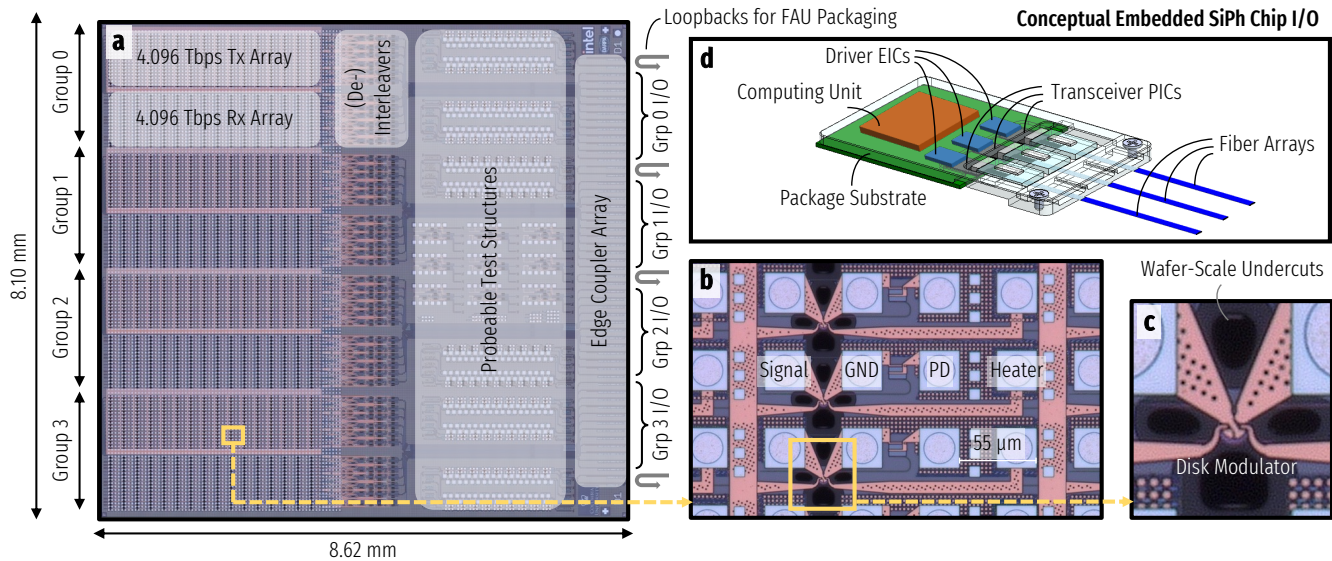 Loopbacks for FAU Packaging
Conceptual Embedded SiPh Chip I/O
a
intel
D1
4.096 Tbps Tx Array
4.096 Tbps Rx Array
(De-)
Interleavers
Probeable Test Structures
Edge Coupler Array
Group 0
Group 1
Group 2
Group 3
Grp 0 I/O
Grp 1 I/O
Grp 2 I/O
Grp 3 I/O
8.10 mm
8.62 mm
d
Driver EICs
Computing Unit
Transceiver PICs
Fiber Arrays
Package Substrate
b
Signal
GND
PD
Heater
55 μm
Wafer-Scale Undercuts
c
Disk Modulator